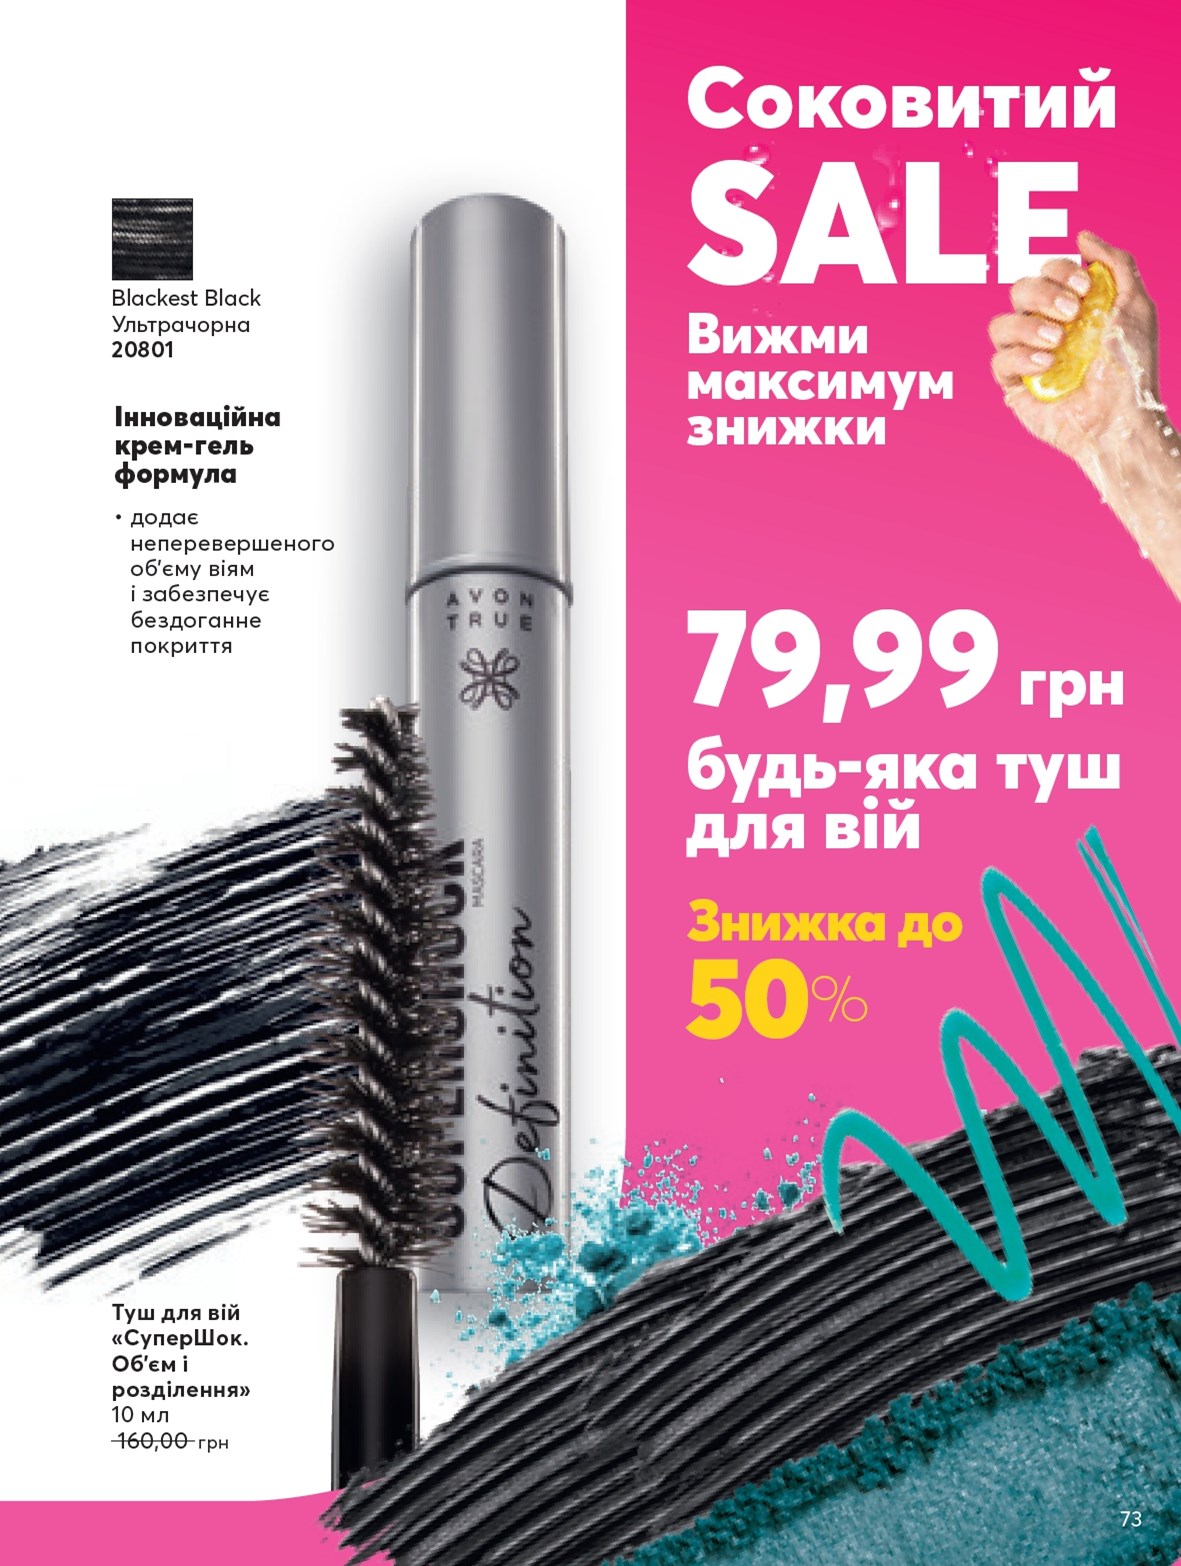 Blackest Black
Ультрачорна
20801
Інноваційна
крем-гель
формула
• додає
неперевершеного
об’єму віям
і забезпечує
бездоганне
покриття
AVON
TRUE
MASCARA
Definition
Туш для вій
«СуперШок.
Об’єм і
розділення»
10 мл
160,00 грн
Соковитий
SALE
Вижми
максимум
знижки
79,99 грн
будь-яка туш
для вій
Знижка до
50%
73